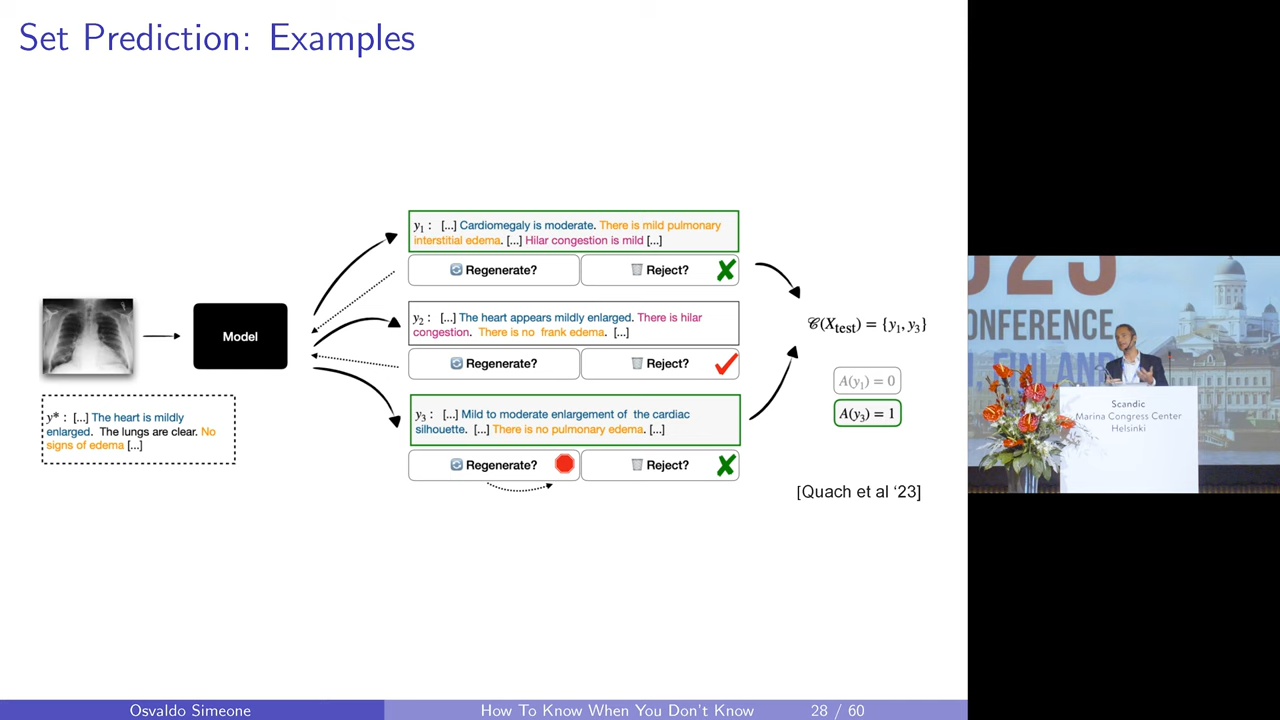 Set Prediction: Examples
y1 : [...] Cardiomegaly is moderate. There is mild pulmonary
interstitial edema. [...] Hilar congestion is mild [...]
Regenerate?
Reject?
y2 : [...] The heart appears mildly enlarged. There is hilar
congestion. There is no frank edema. [...]
Regenerate?
Reject?
y3 : [...] Mild to moderate enlargement of the cardiac
silhouette. [...] There is no pulmonary edema. [...]
Regenerate?
Reject?
Model
y* : [...] The heart is mildly
enlarged. The lungs are clear. No
signs of edema [...]
𝒞(Xtest) = {y1, y3}
A(y1) = 0
A(y3) = 1
[Quach et al ‘23]
Osvaldo Simeone
How To Know When You Don't Know
28 / 60
2023
ONFERENCE
FINLAND
Scandic
Marina Congress Center
Helsinki